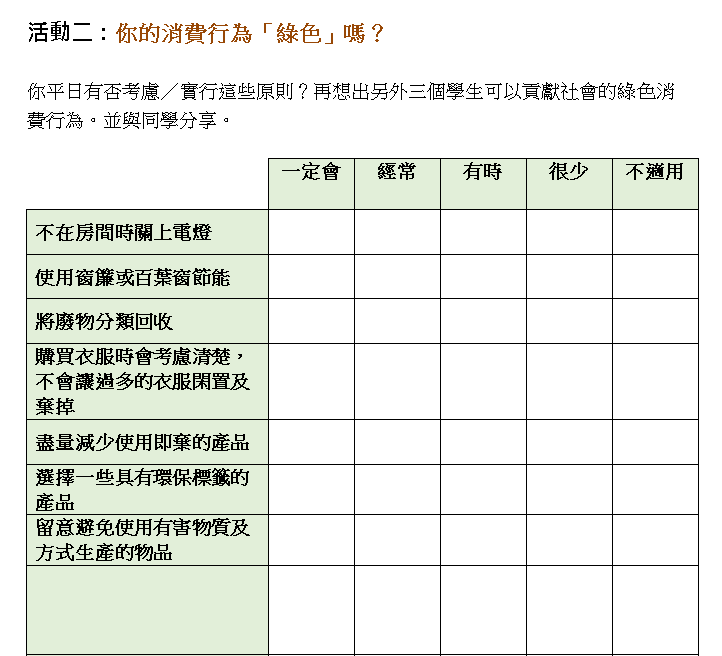 活動二：你的消費行為「綠色」嗎？
你平日有否考慮／實行這些原則？再想出另外三個學生可以貢獻社會的綠色消
費行為。並與同學分享。
一定會 經常 有時 很少 不適用
不在房間時關上電燈
使用窗簾或百葉窗節能
將廢物分類回收
購買衣服時會考慮清楚，
不會讓過多的衣服閑置及
棄掉
盡量減少使用即棄的產品
選擇一些具有環保標籤的
產品
留意避免使用有害物質及
方式生產的物品